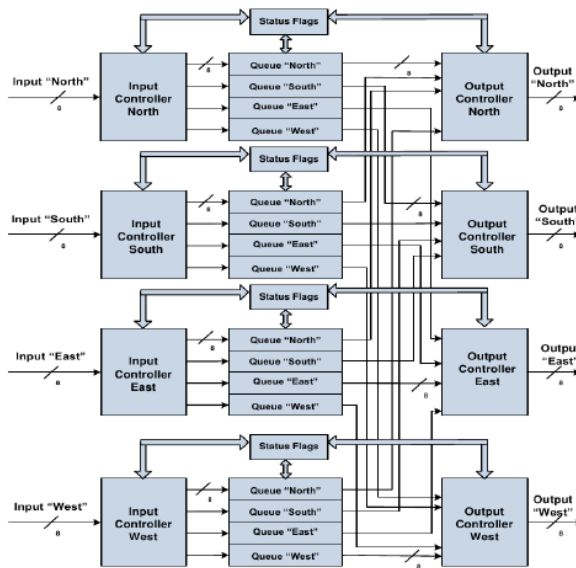 Status Flags
Input "North"
8
Input
Controller
North
8
Queue "North"
Queue "South"
Queue "East"
Queue "West"
8
Output
Controller
North
Output
"North"
8
Status Flags
Input "South"
8
Input
Controller
South
8
Queue "North"
Queue "South"
Queue "East"
Queue "West"
8
Output
Controller
South
Output
"South"
8
Status Flags
Input "East"
8
Input
Controller
East
8
Queue "North"
Queue "South"
Queue "East"
Queue "West"
8
Output
Controller
East
Output
"East"
8
Status Flags
Input "West"
8
Input
Controller
West
8
Queue "North"
Queue "South"
Queue "East"
Queue "West"
8
Output
Controller
West
Output
"West"
8